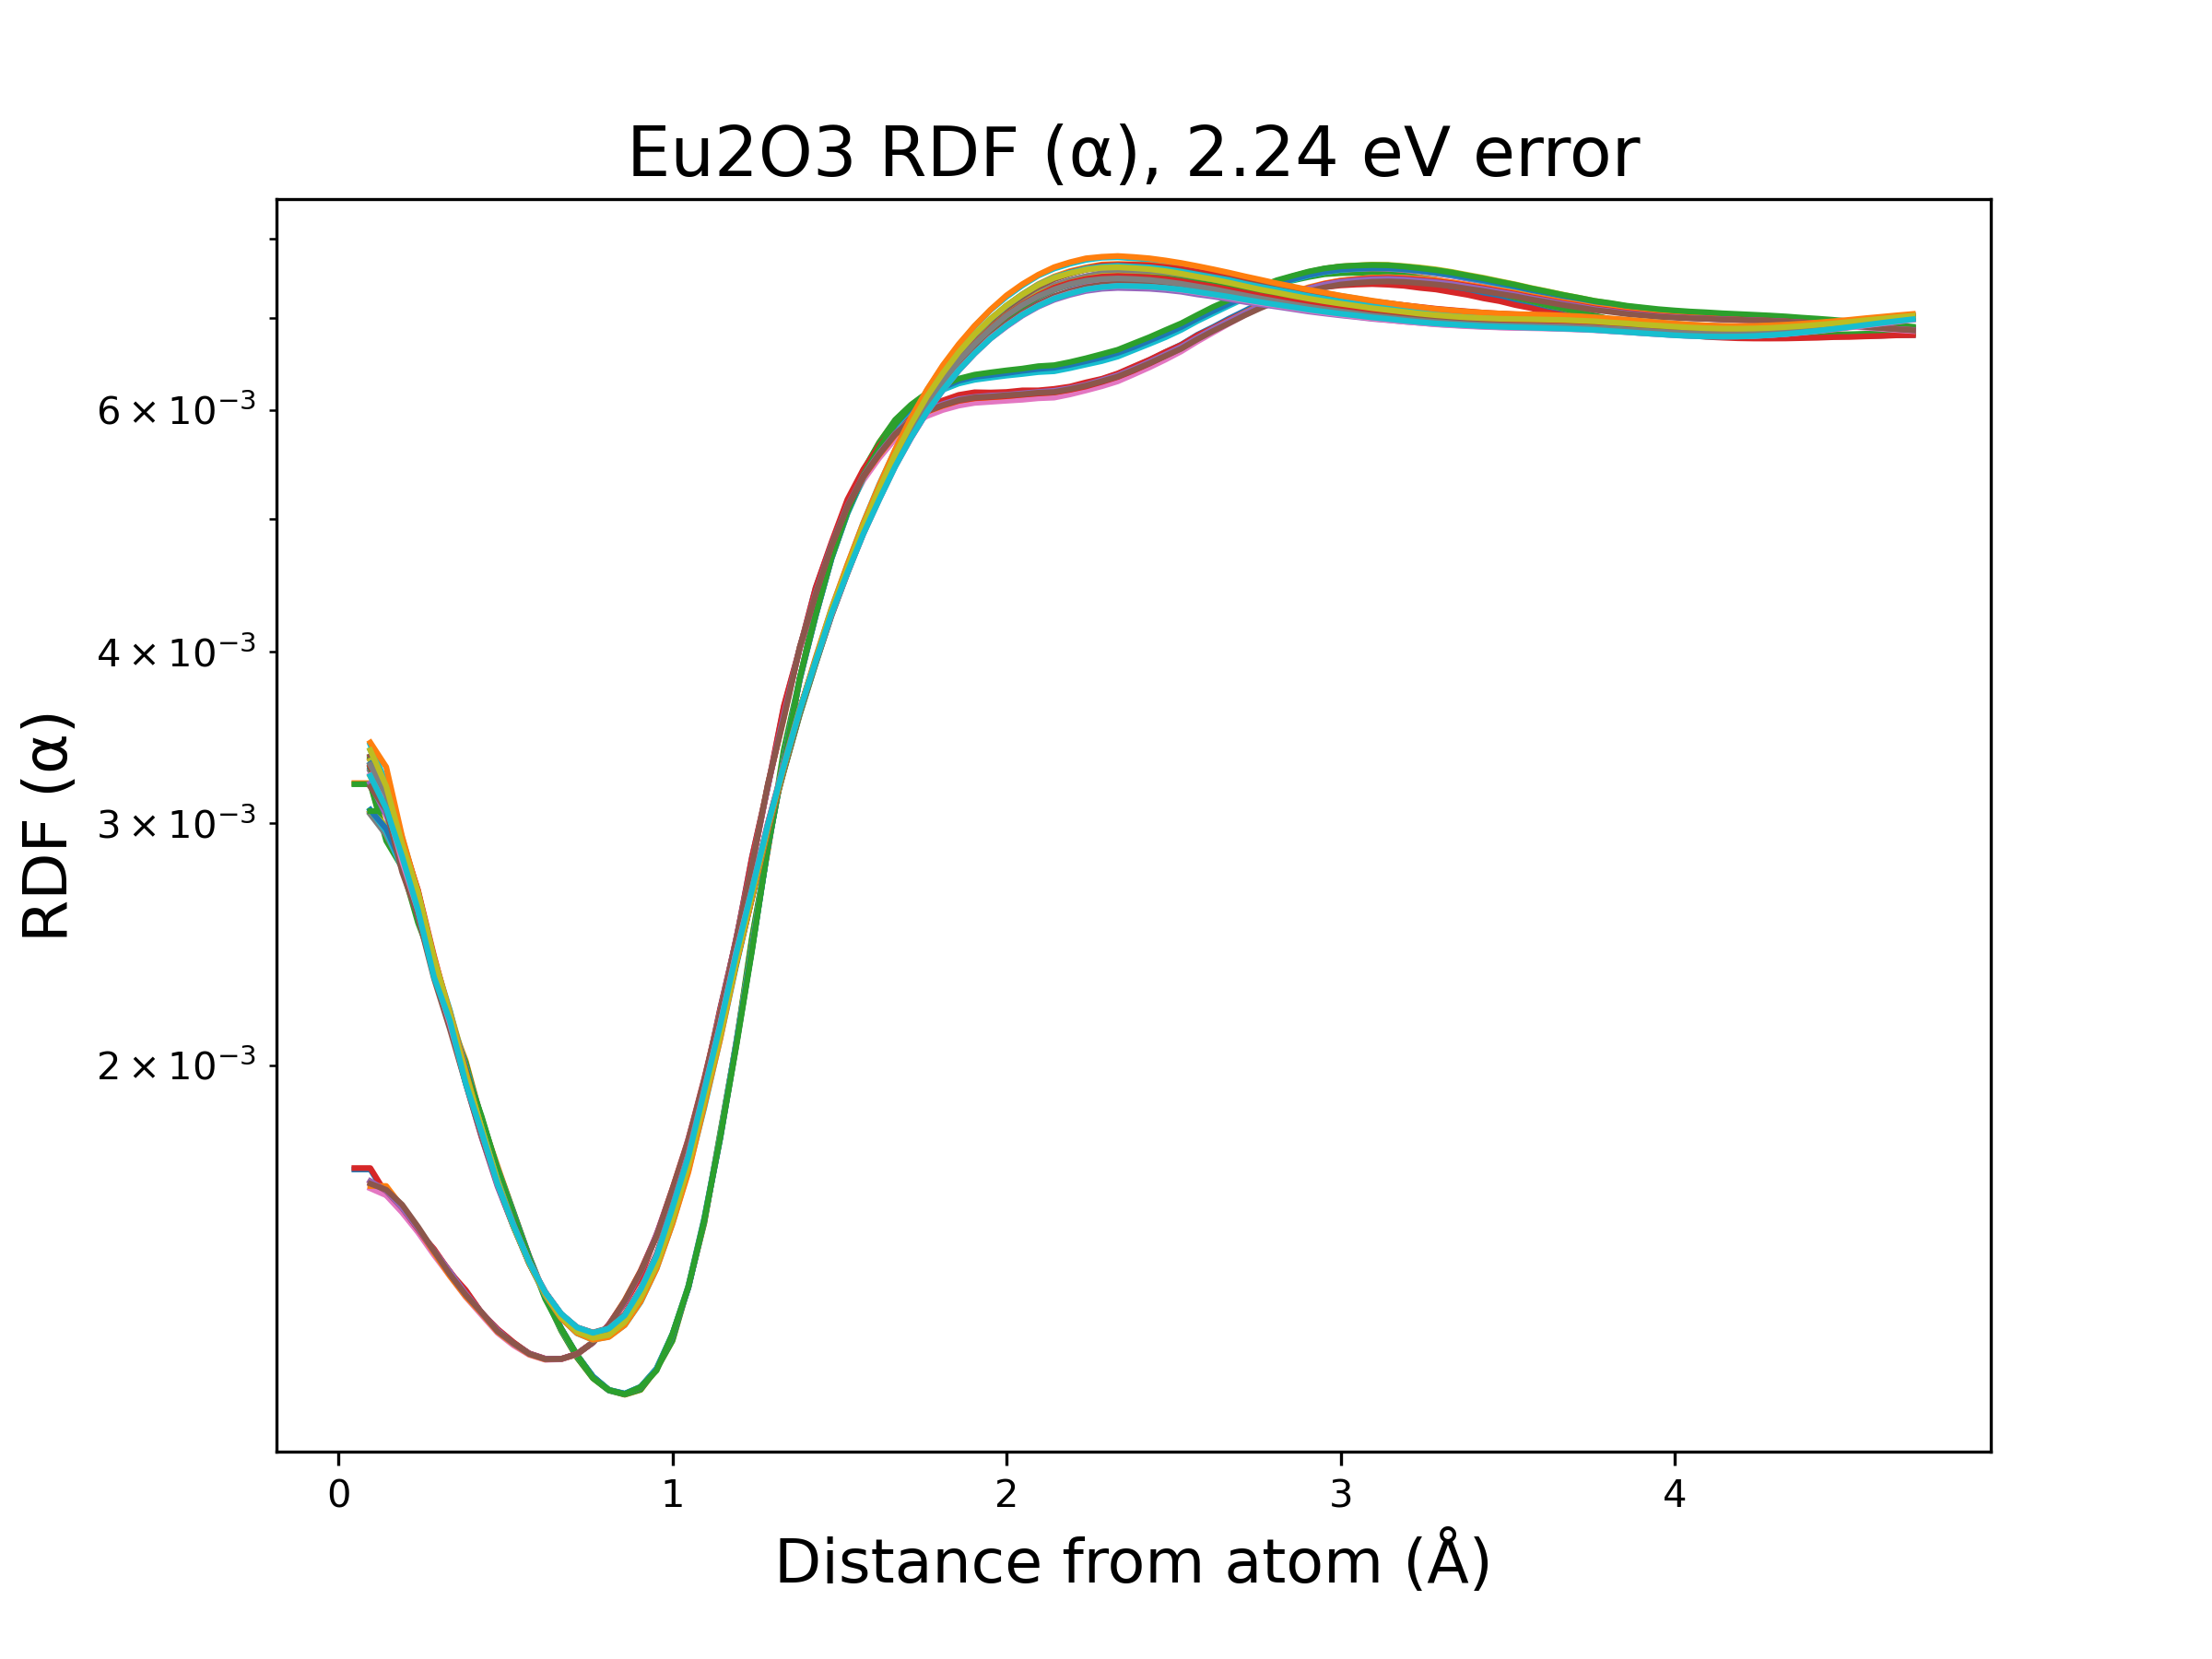 Eu2O3 RDF (α), 2.24 eV error
RDF (α)
6 × 10⁻³
4 × 10⁻³
3 × 10⁻³
2 × 10⁻³
0 1 2 3 4
Distance from atom (Å)